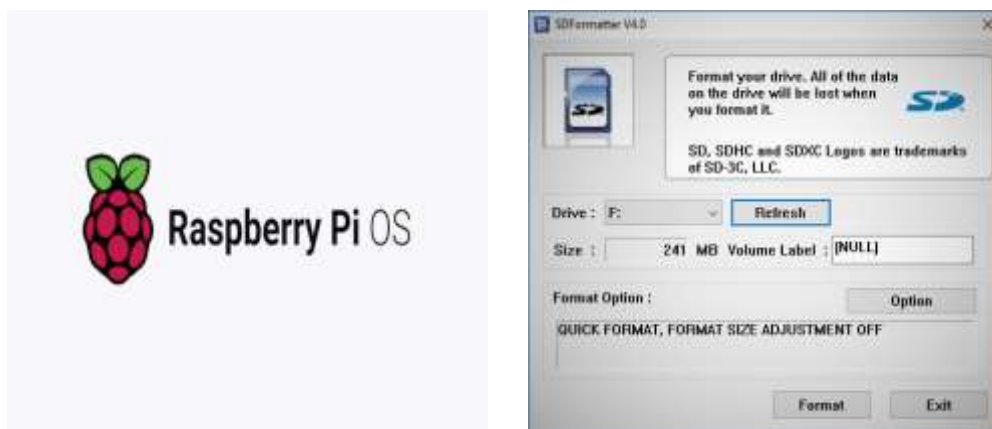 Raspberry Pi OS
SDFormatter V4.0
Format your drive. All of the data
on the drive will be lost when
you format it.
SD
SD, SDHC and SDXC Logos are trademarks
of SD-3C, LLC.
Drive : F:
Refresh
Size : 241 MB Volume Label : [NULL]
Format Option :
Option
QUICK FORMAT, FORMAT SIZE ADJUSTMENT OFF
Format
Exit